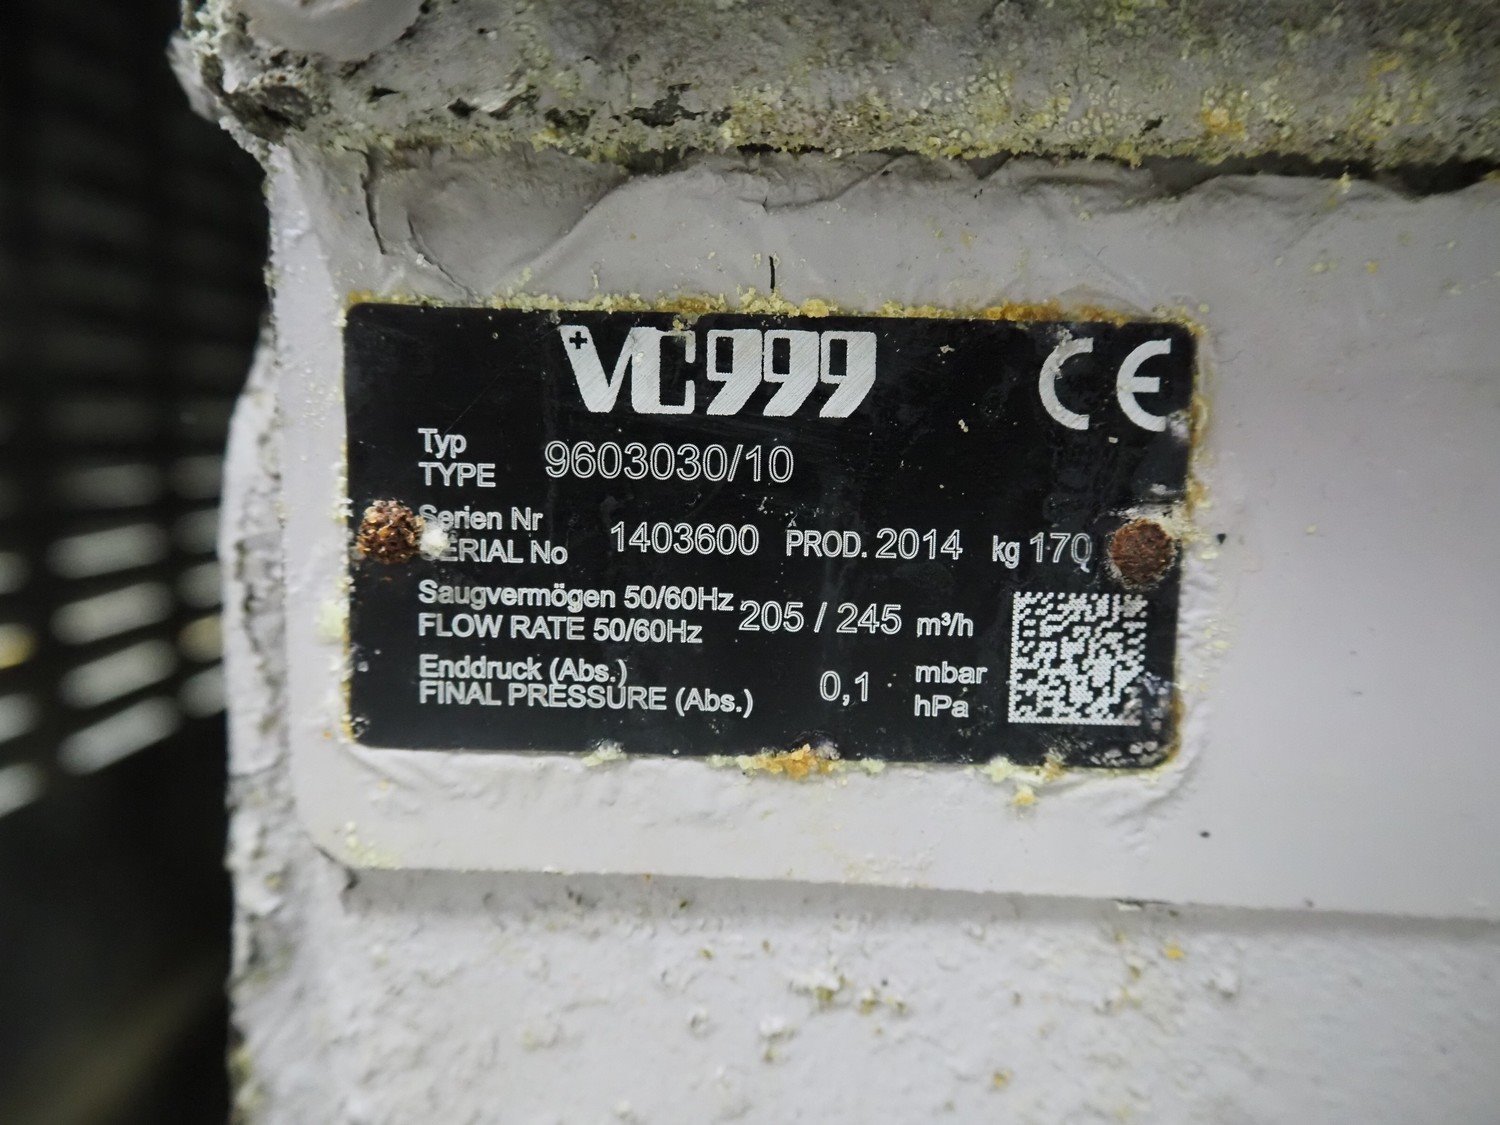 VC999
CE
Typ
TYPE 9603030/10
Serien Nr
SERIAL No 1403600 PROD. 2014 kg 170
Saugvermögen 50/60Hz
FLOW RATE 50/60Hz 205 / 245 m³/h
Enddruck (Abs.)
FINAL PRESSURE (Abs.) 0,1 mbar
hPa